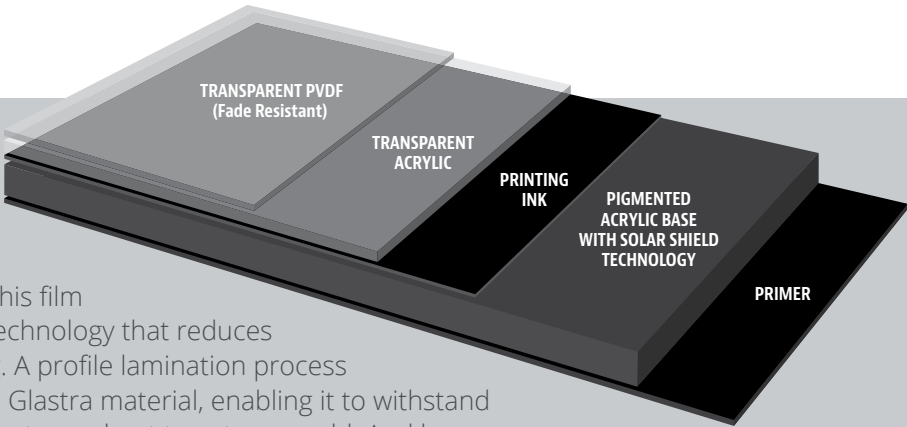 TRANSPARENT PVDF
(Fade Resistant)
TRANSPARENT
ACRYLIC
PRINTING
INK
PIGMENTED
ACRYLIC BASE
WITH SOLAR SHIELD
TECHNOLOGY
PRIMER
his film
echnology that reduces
. A profile lamination process
Glastra material, enabling it to withstand